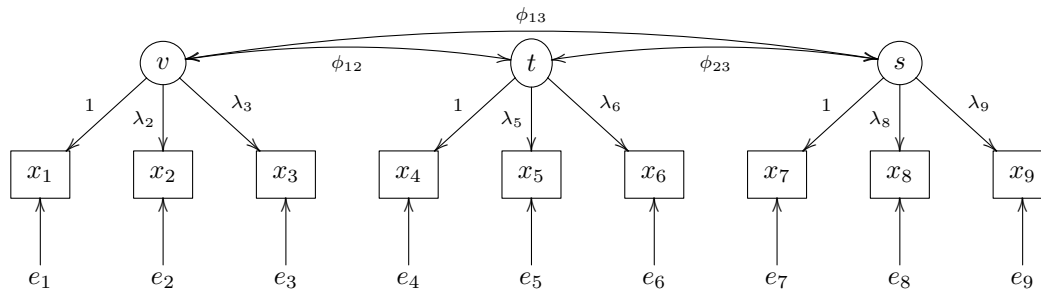 ϕ13
v t s
ϕ12 ϕ23
1 λ2 λ3 1 λ5 λ6 1 λ8 λ9
x1 x2 x3 x4 x5 x6 x7 x8 x9
e1 e2 e3 e4 e5 e6 e7 e8 e9